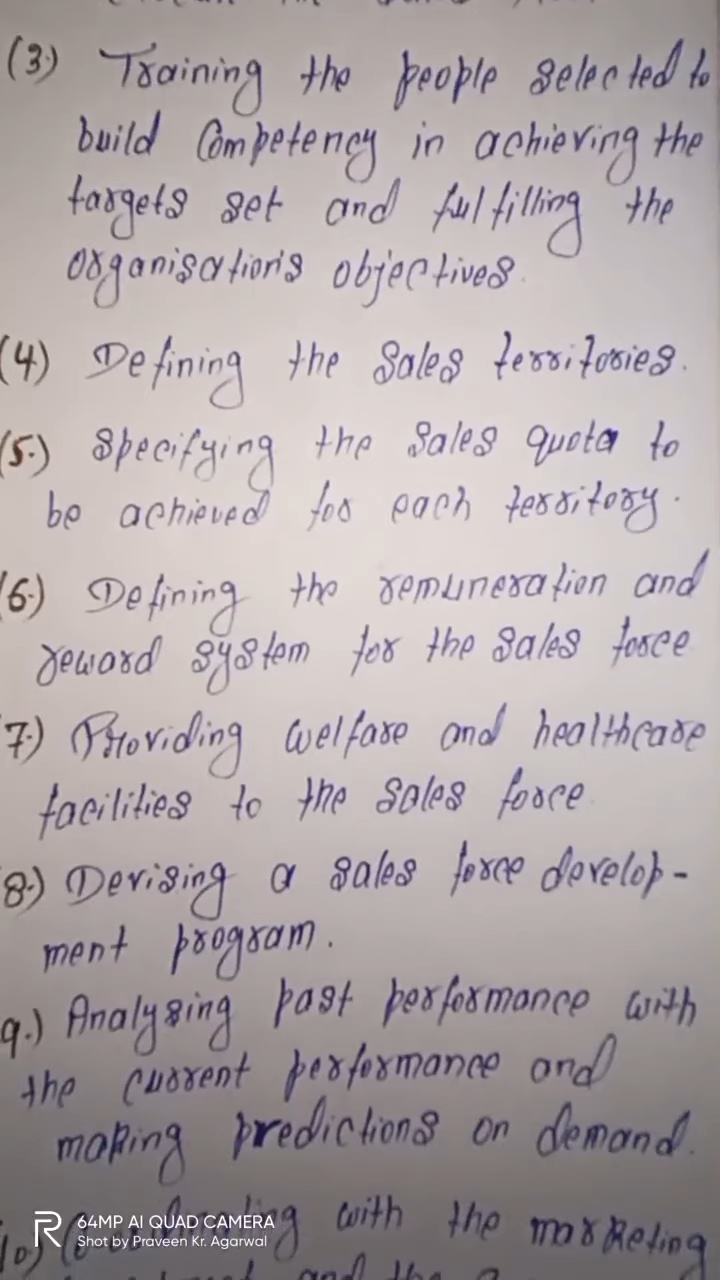 (3.) Training the people selected to
build Competency in achieving the
targets set and fulfilling the
organisation's objectives.
(4) Defining the Sales territories.
(5.) Specifying the Sales quota to
be achieved for each territory.
(6.) Defining the remuneration and
reward system for the sales force
7.) Providing welfare and healthcare
facilities to the sales force
8.) Devising a sales force develop-
ment program.
9.) Analysing past performance with
the current performance and
making predictions on demand.
10) with the marketing
and the
64MP AI QUAD CAMERA
Shot by Praveen Kr. Agarwal